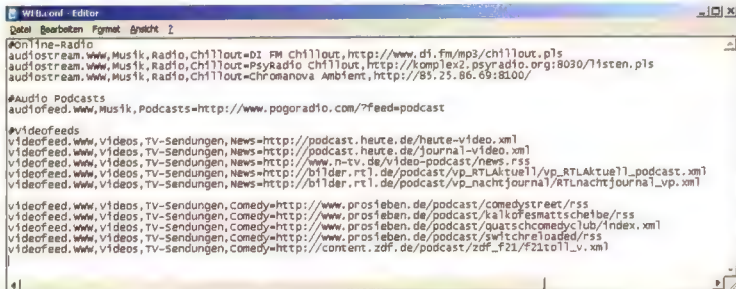 WEB.conf - Editor
Datei Bearbeiten Format Ansicht ?
#Online-Radio
audiostream.WWW,Musik,Radio,Chillout=DI FM Chillout,http://www.di.fm/mp3/chillout.pls
audiostream.WWW,Musik,Radio,Chillout=PsyRadio Chillout,http://komplex2.psyradio.org:8030/listen.pls
audiostream.WWW,Musik,Radio,Chillout=Chromanova Ambient,http://85.25.86.69:8100/
#Audio Podcasts
audiofeed.WWW,Musik,Podcasts=http://www.pogoradio.com/?feed=podcast
#Videofeeds
videofeed.WWW,Videos,TV-Sendungen,News=http://podcast.heute.de/heute-video.xml
videofeed.WWW,Videos,TV-Sendungen,News=http://podcast.heute.de/journal-video.xml
videofeed.WWW,Videos,TV-Sendungen,News=http://www.n-tv.de/video-podcast/news.rss
videofeed.WWW,Videos,TV-Sendungen,News=http://bilder.rtl.de/podcast/vp_RTLAktuell/vp_RTLAktuell_podcast.xml
videofeed.WWW,Videos,TV-Sendungen,News=http://bilder.rtl.de/podcast/vp_nachtjournal/RTLnachtjournal_vp.xml
videofeed.WWW,Videos,TV-Sendungen,Comedy=http://www.prosieben.de/podcast/comedystreet/rss
videofeed.WWW,Videos,TV-Sendungen,Comedy=http://www.prosieben.de/podcast/kalkofesmattscheibe/rss
videofeed.WWW,Videos,TV-Sendungen,Comedy=http://www.prosieben.de/podcast/quatschcomedyclub/index.xml
videofeed.WWW,Videos,TV-Sendungen,Comedy=http://www.prosieben.de/podcast/switchreloaded/rss
videofeed.WWW,Videos,TV-Sendungen,Comedy=http://content.zdf.de/podcast/zdf_f21/f21toll_v.xml